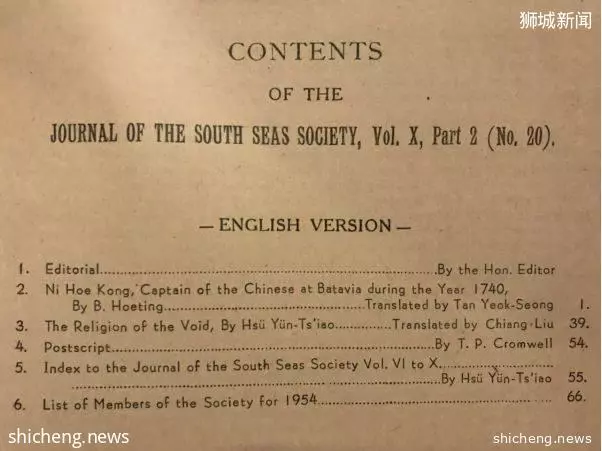 狮城新闻
CONTENTS
OF THE
JOURNAL OF THE SOUTH SEAS SOCIETY, Vol. X, Part 2 (No. 20).
— ENGLISH VERSION —
1. Editorial....................By the Hon. Editor
2. Ni Hoe Kong, Captain of the Chinese at Batavia during the Year 1740,
By B. Hoeting....................Translated by Tan Yeok-Seong 1.
3. The Religion of the Void, By Hsü Yün-Ts'iao....................Translated by Chiang Liu 39.
4. Postscript....................By T. P. Cromwell 54.
5. Index to the Journal of the South Seas Society Vol. VI to X....................
....................By Hsü Yün-Ts'iao 55.
6. List of Members of the Society for 1954.................... 66.
shicheng.news
shicheng.news